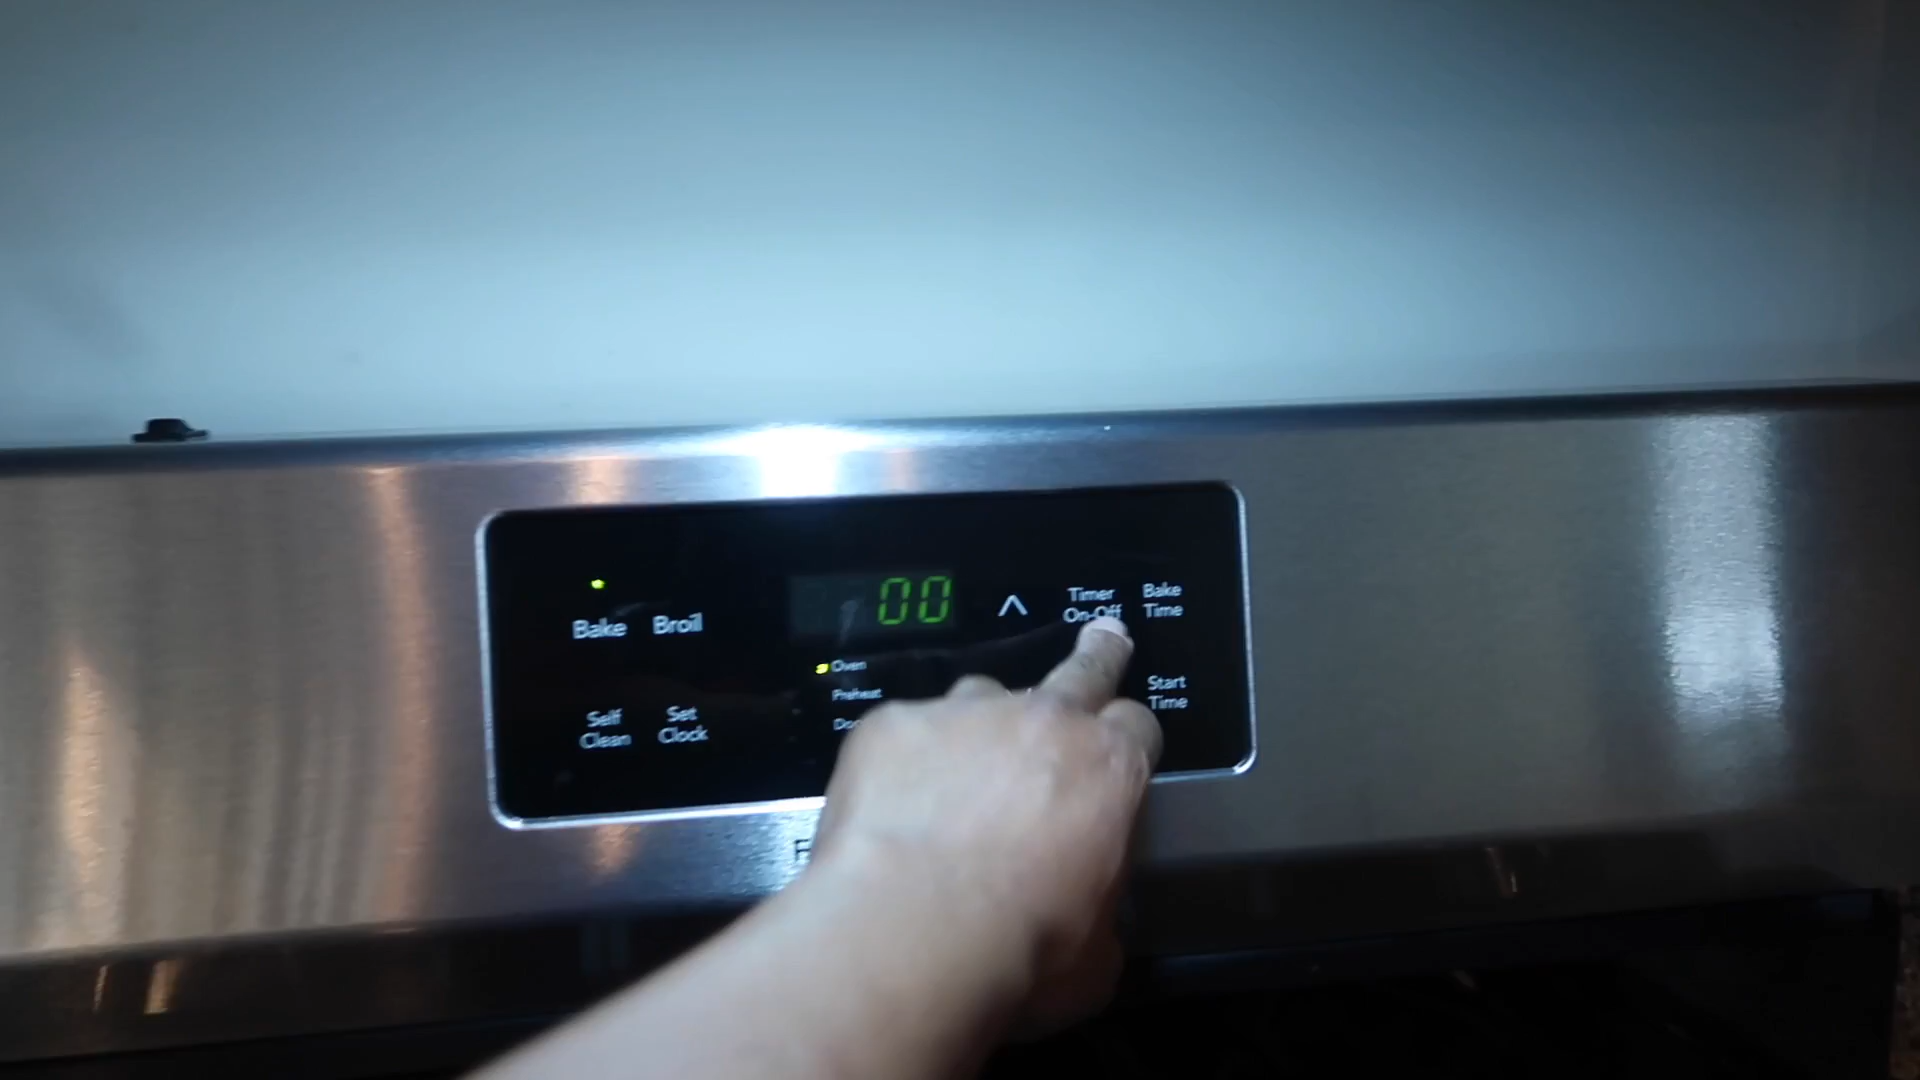 Bake
Broil
00
Timer
On-Off
Bake
Time
Oven
Preheat
Self
Clean
Set
Clock
Start
Time